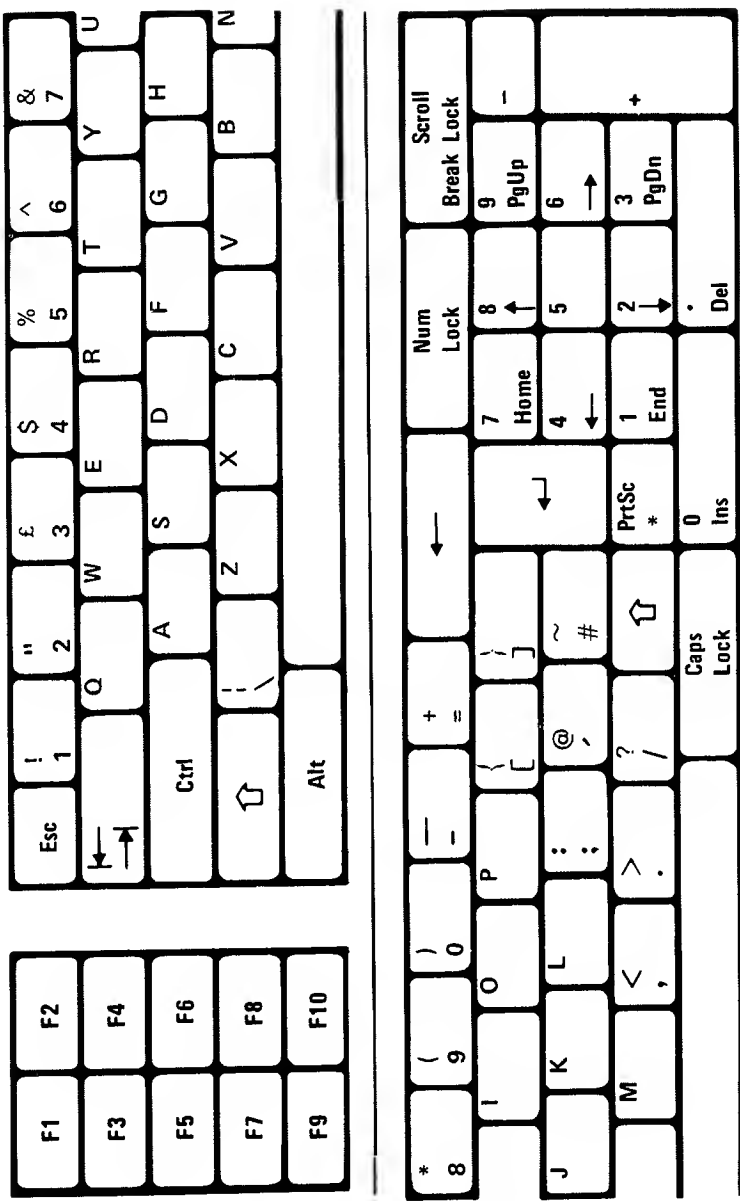 ! " £ $ % ^ &
F1 F2 Esc 1 2 3 4 5 6 7
F3 F4 ⇤ ⇥ Q W E R T Y U
F5 F6 Ctrl A S D F G H
F7 F8 ⇧ ¦ \ Z X C V B N
F9 F10 Alt
* ( ) — + ← Num Scroll
8 9 0 - = Lock Break Lock
I O P { } ↵ 7 8 ↑ 9 -
[ ] Home PgUp
J K L : @ ~ 4 5 6
; ' # ← →
M < > ? ⇧ PrtSc 1 2 3 +
, . / * End ↓ PgDn
Caps 0 .
Lock Ins Del